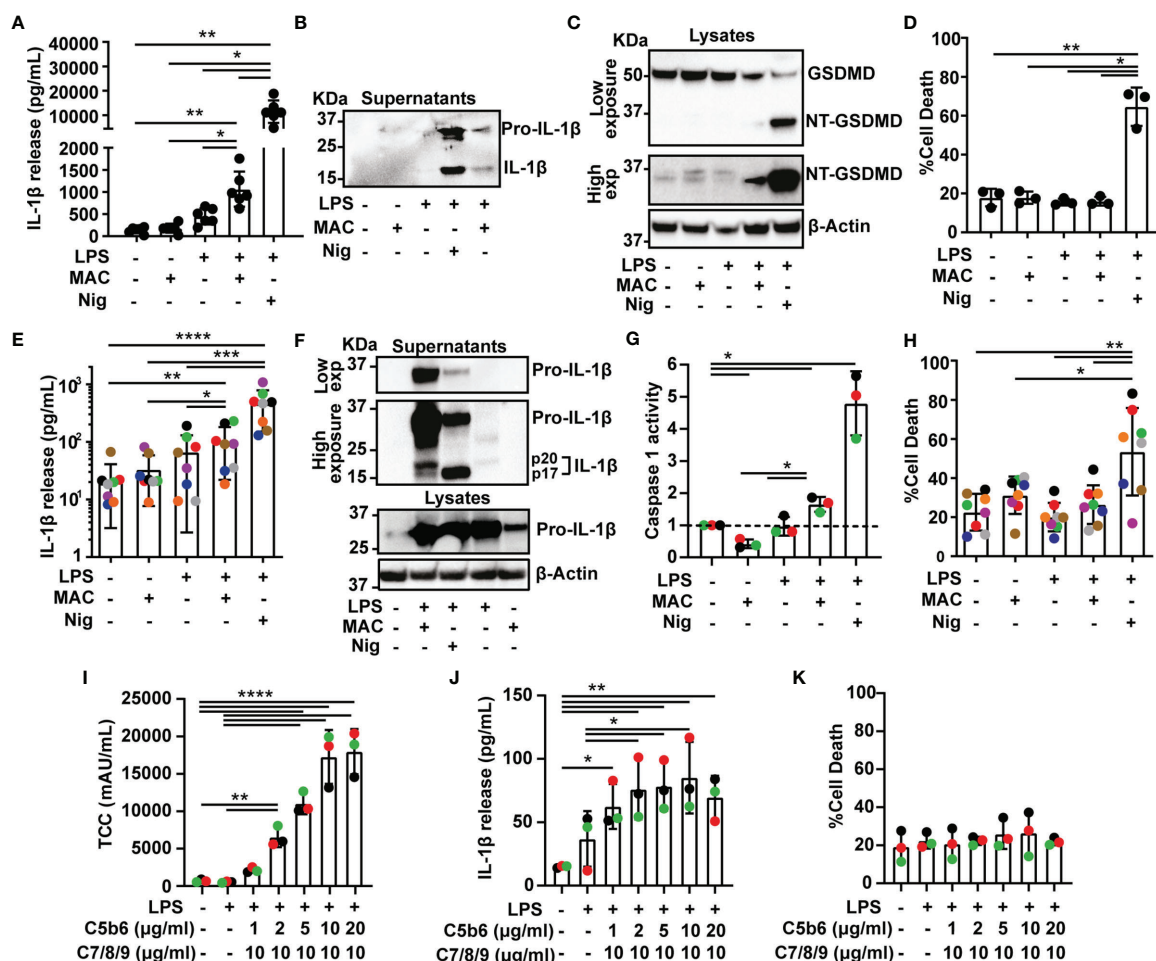 A
IL-1β release (pg/mL)
40000
30000
20000
10000
2000
1500
1000
500
0
**
*
**
*
LPS - - + + +
MAC - + - + -
Nig - - - - +
B
KDa Supernatants
37
25
15
Pro-IL-1β
IL-1β
LPS - - + + +
MAC - + - - +
Nig - - - + -
C
KDa Lysates
Low exposure
50
37
GSDMD
NT-GSDMD
High exp
37
NT-GSDMD
37
β-Actin
LPS - - + + +
MAC - + - + -
Nig - - - - +
D
%Cell Death
100
80
60
40
20
0
**
*
LPS - - + + +
MAC - + - + -
Nig - - - - +
E
IL-1β release (pg/mL)
10³
10²
10¹
1
****
***
**
*
LPS - - + + +
MAC - + - + -
Nig - - - - +
F
KDa Supernatants
Low exp
37
25
Pro-IL-1β
High exposure
37
25
20
15
Pro-IL-1β
p20
p17
IL-1β
Lysates
37
25
Pro-IL-1β
37
β-Actin
LPS - + + + -
MAC - + - - +
Nig - - + - -
G
Caspase 1 activity
6
5
4
3
2
1
0
*
*
LPS - - + + +
MAC - + - + -
Nig - - - - +
H
%Cell Death
100
80
60
40
20
0
**
*
LPS - - + + +
MAC - + - + -
Nig - - - - +
I
TCC (mAU/mL)
25000
20000
15000
10000
5000
0
****
**
LPS - + + + + + +
C5b6 (µg/ml) - - 1 2 5 10 20
C7/8/9 (µg/ml) - - 10 10 10 10 10
J
IL-1β release (pg/mL)
150
100
50
0
**
*
*
LPS - + + + + + +
C5b6 (µg/ml) - - 1 2 5 10 20
C7/8/9 (µg/ml) - - 10 10 10 10 10
K
%Cell Death
100
80
60
40
20
0
LPS - + + + + + +
C5b6 (µg/ml) - - 1 2 5 10 20
C7/8/9 (µg/ml) - - 10 10 10 10 10